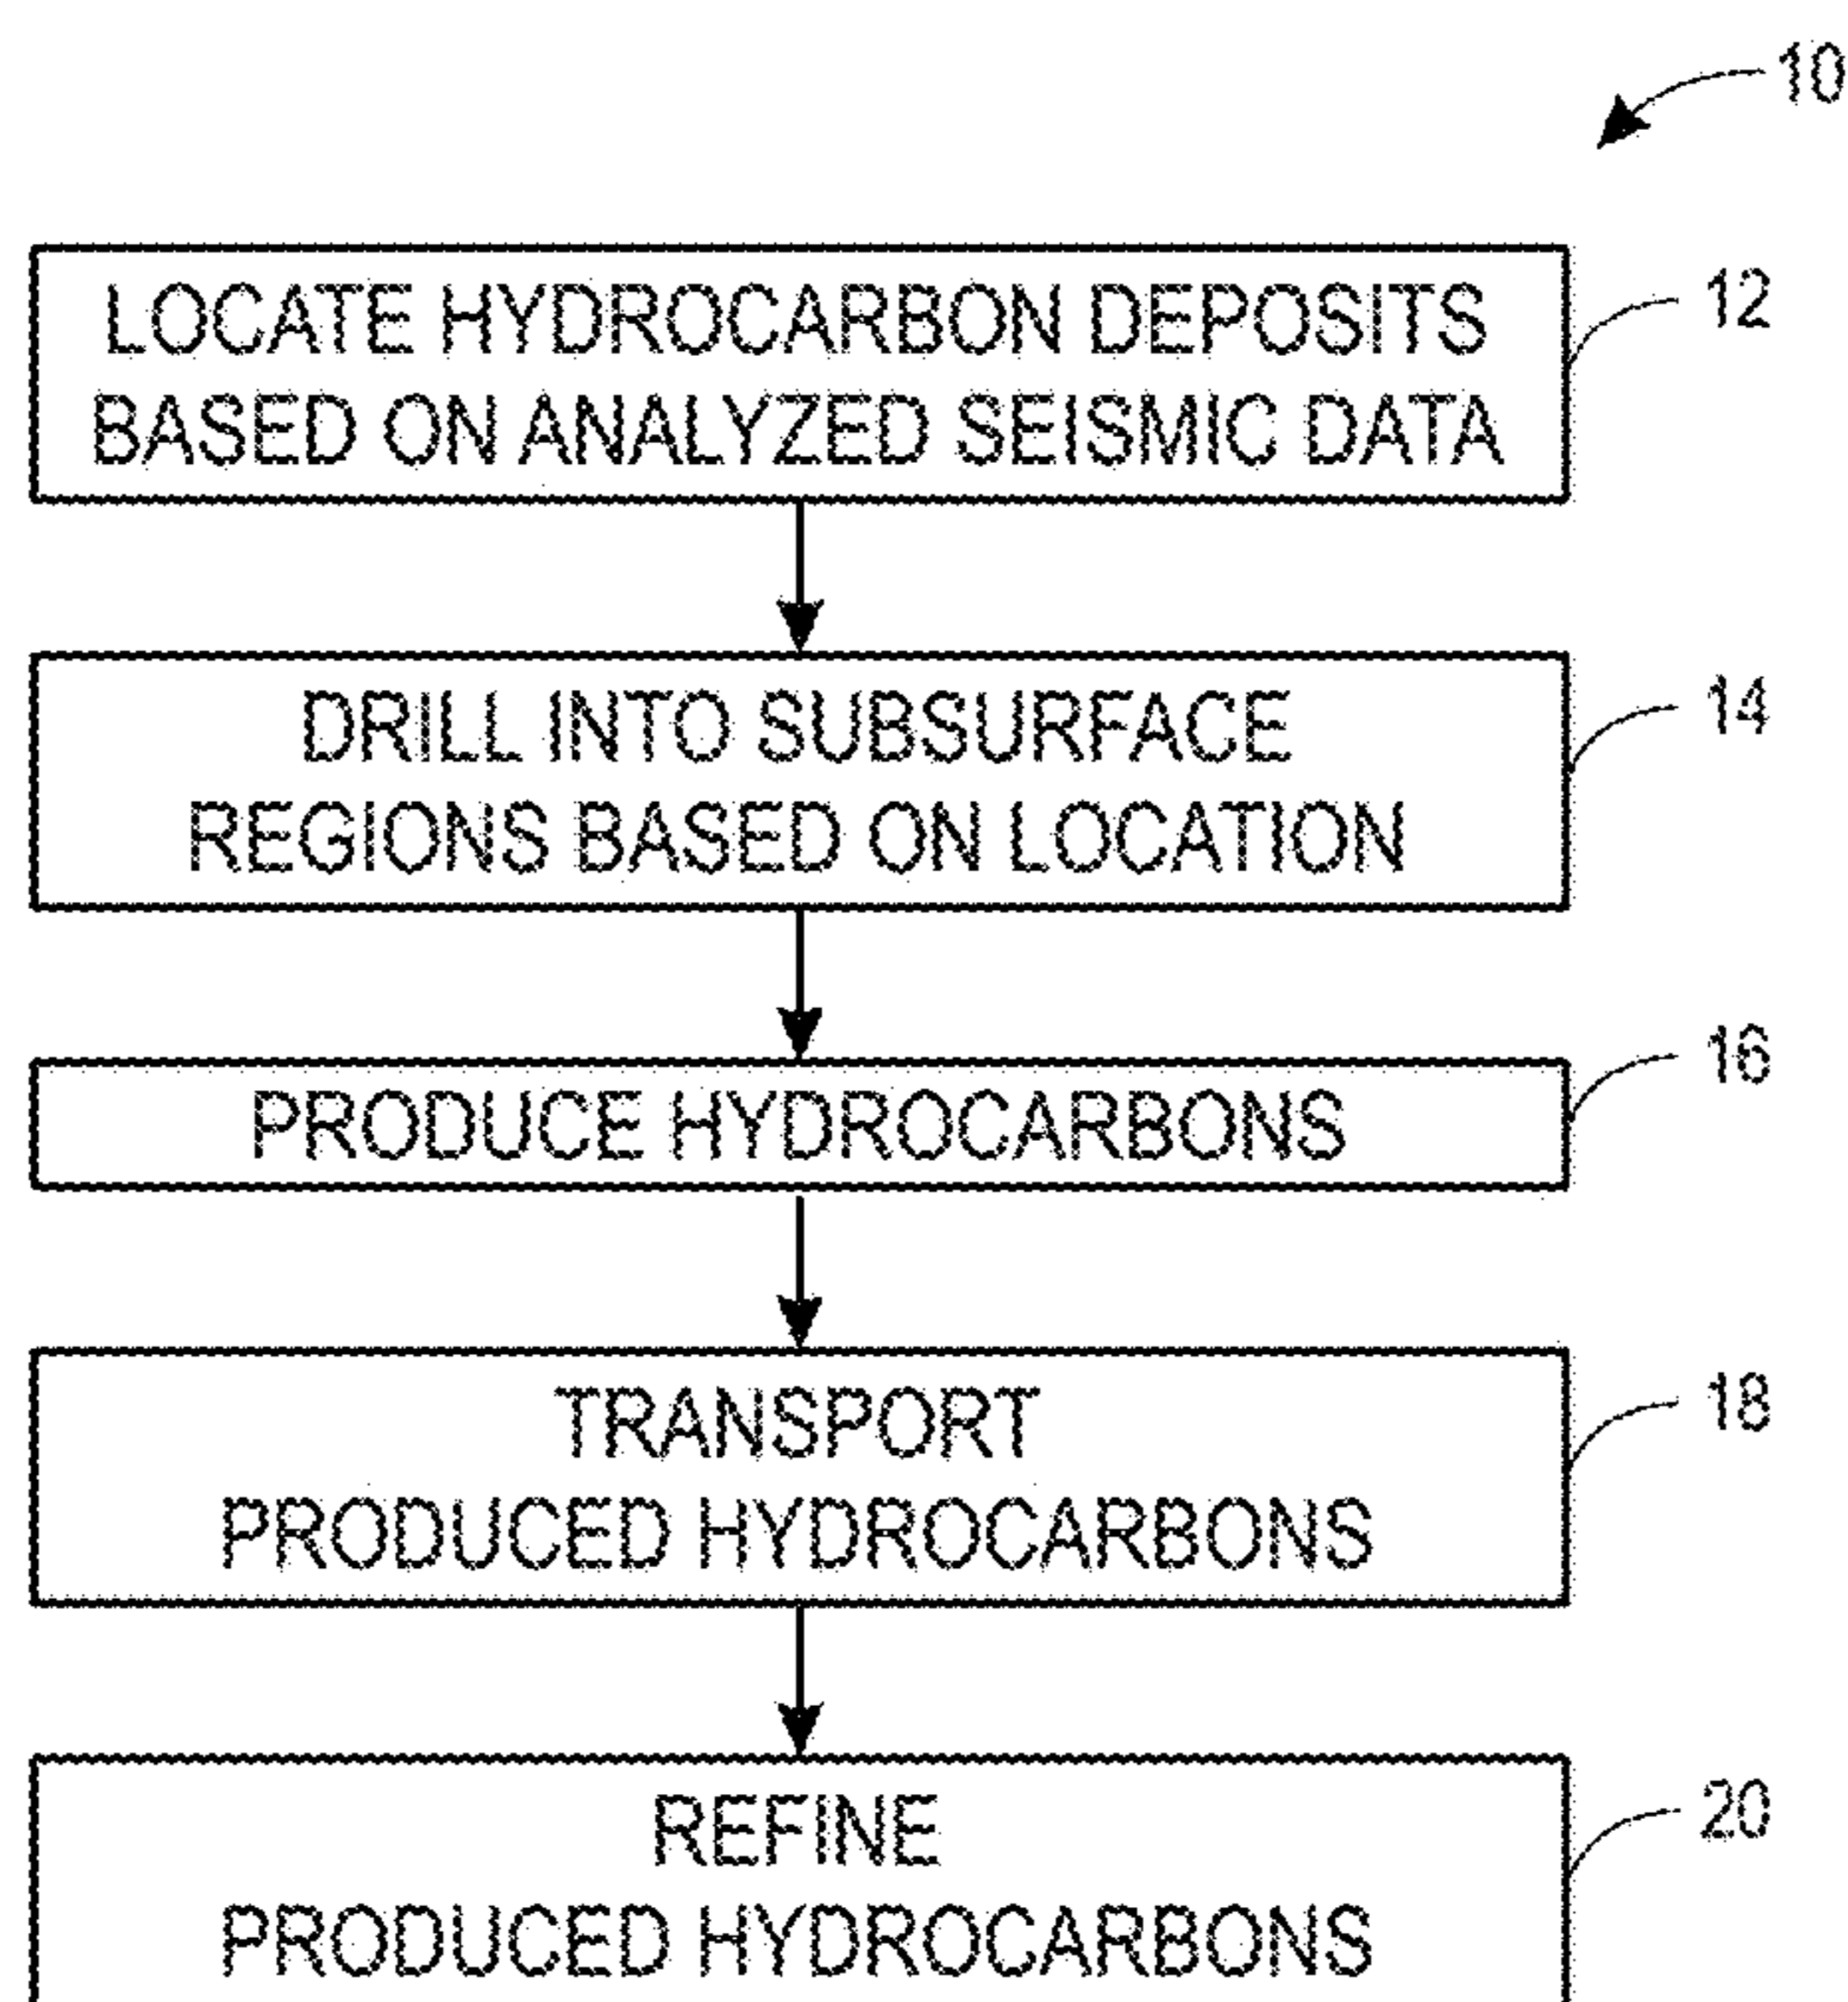 10
LOCATE HYDROCARBON DEPOSITS
BASED ON ANALYZED SEISMIC DATA
12
DRILL INTO SUBSURFACE
REGIONS BASED ON LOCATION
14
PRODUCE HYDROCARBONS
16
TRANSPORT
PRODUCED HYDROCARBONS
18
REFINE
PRODUCED HYDROCARBONS
20